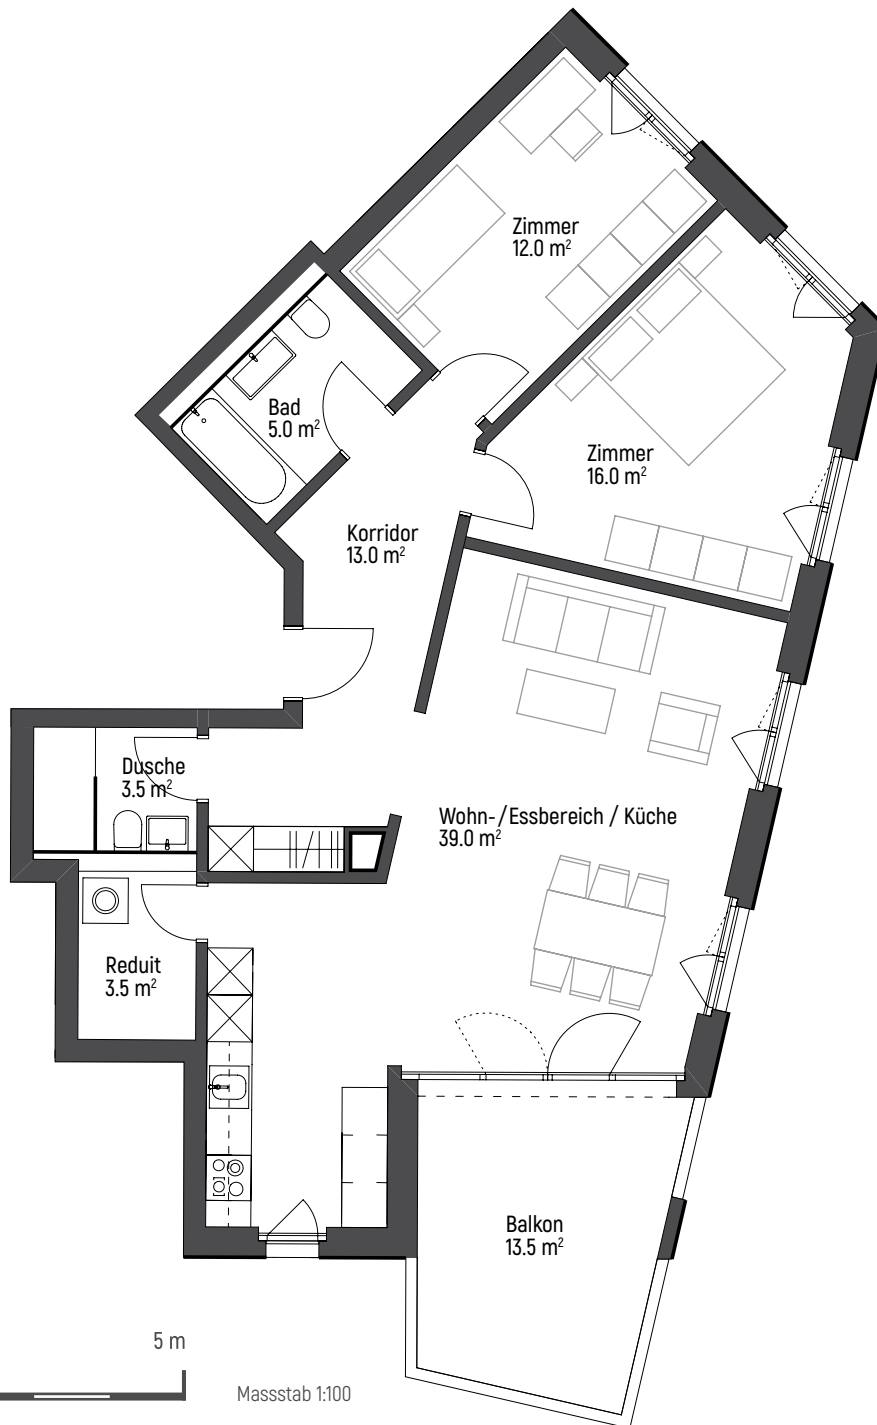 Zimmer
12.0 m²
Bad
5.0 m²
Zimmer
16.0 m²
Korridor
13.0 m²
Dusche
3.5 m²
Wohn-/Essbereich / Küche
39.0 m²
Reduit
3.5 m²
Balkon
13.5 m²
5 m
Massstab 1:100